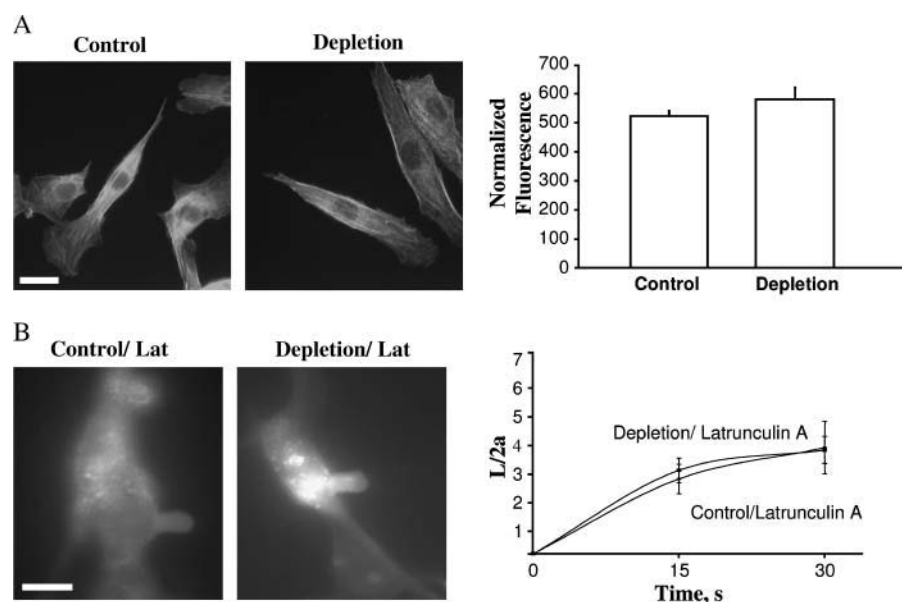 A
Control
Depletion
Normalized
Fluorescence
700
600
500
400
300
200
100
0
Control
Depletion
B
Control/ Lat
Depletion/ Lat
L/2a
7
6
5
4
3
2
1
Depletion/ Latrunculin A
Control/Latrunculin A
0
15
30
Time, s